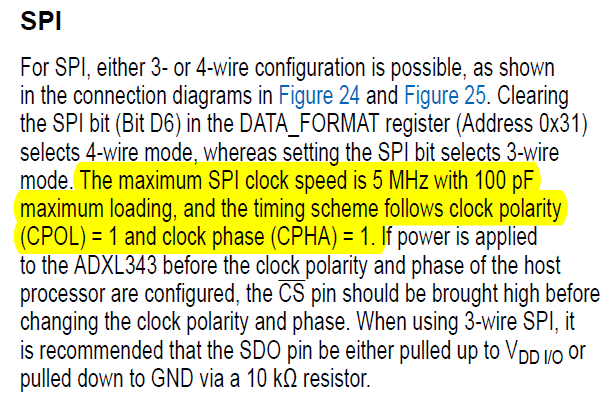 SPI
For SPI, either 3- or 4-wire configuration is possible, as shown
in the connection diagrams in Figure 24 and Figure 25. Clearing
the SPI bit (Bit D6) in the DATA_FORMAT register (Address 0x31)
selects 4-wire mode, whereas setting the SPI bit selects 3-wire
mode. The maximum SPI clock speed is 5 MHz with 100 pF
maximum loading, and the timing scheme follows clock polarity
(CPOL) = 1 and clock phase (CPHA) = 1. If power is applied
to the ADXL343 before the clock polarity and phase of the host
processor are configured, the C̅S̅ pin should be brought high before
changing the clock polarity and phase. When using 3-wire SPI, it
is recommended that the SDO pin be either pulled up to VDD I/O or
pulled down to GND via a 10 kΩ resistor.